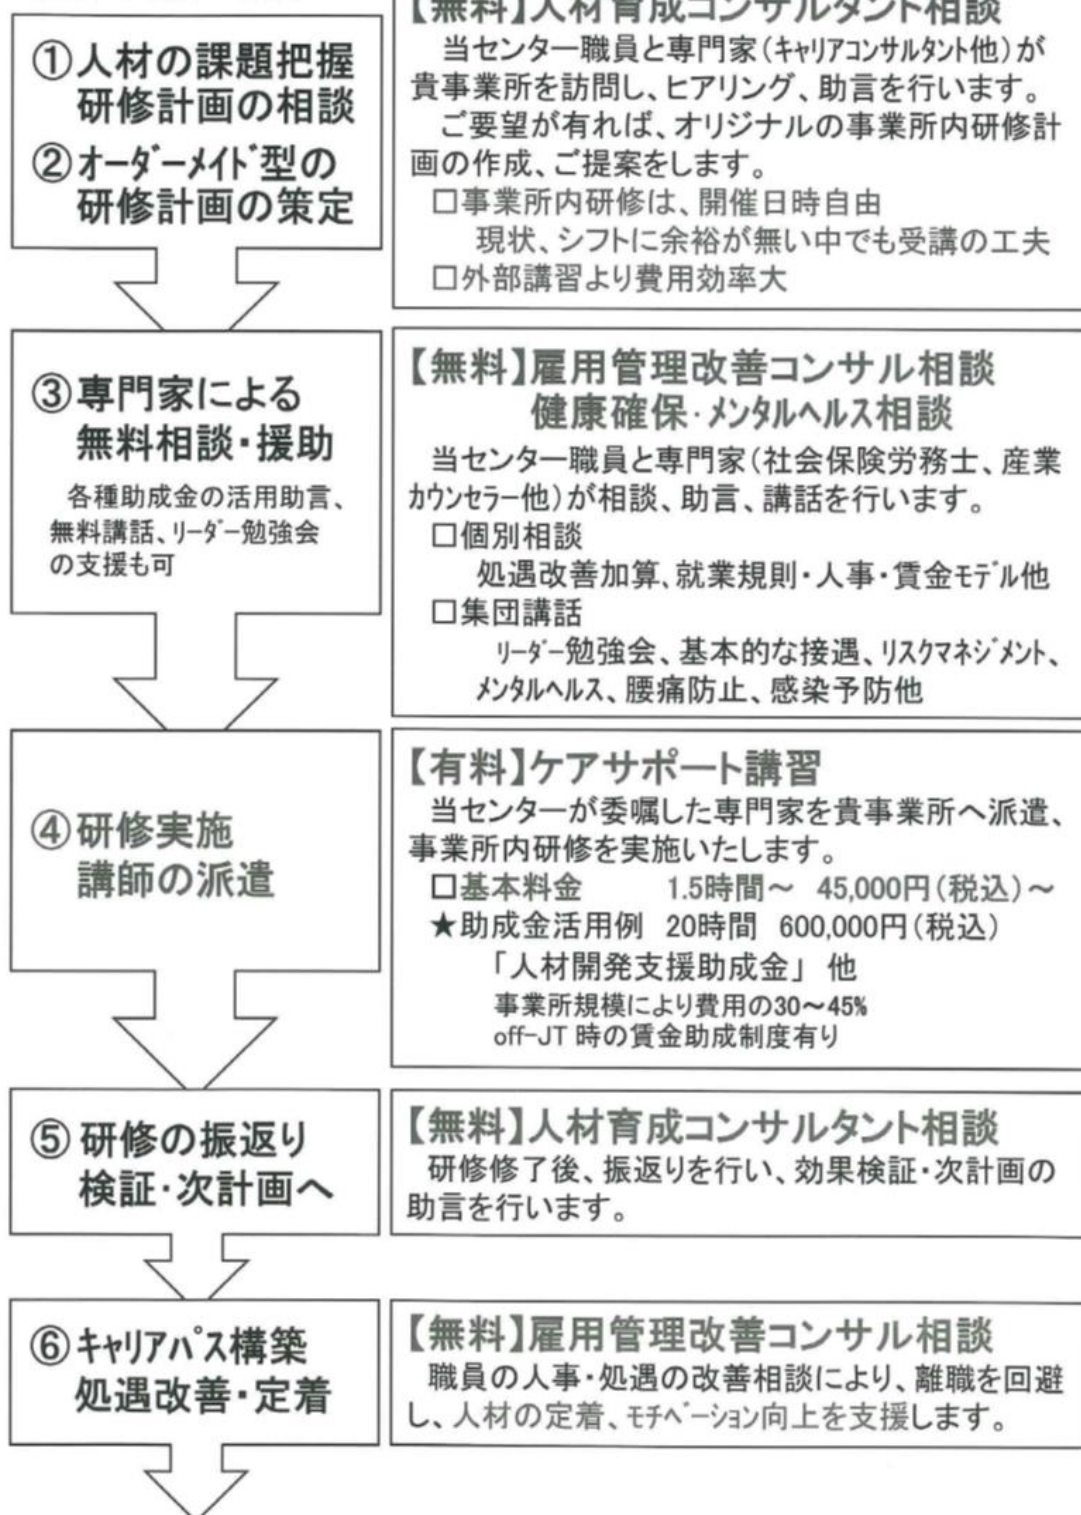 ①人材の課題把握
研修計画の相談
②オーダーメイド型の
研修計画の策定
【無料】人材育成コンサルタント相談
当センター職員と専門家(キャリアコンサルタント他)が
貴事業所を訪問し、ヒアリング、助言を行います。
ご要望が有れば、オリジナルの事業所内研修計
画の作成、ご提案をします。
□事業所内研修は、開催日時自由
現状、シフトに余裕が無い中でも受講の工夫
□外部講習より費用効率大
③専門家による
無料相談・援助
各種助成金の活用助言、
無料講話、リーダー勉強会
の支援も可
【無料】雇用管理改善コンサル相談
健康確保・メンタルヘルス相談
当センター職員と専門家(社会保険労務士、産業
カウンセラー他)が相談、助言、講話を行います。
□個別相談
処遇改善加算、就業規則・人事・賃金モデル他
□集団講話
リーダー勉強会、基本的な接遇、リスクマネジメント、
メンタルヘルス、腰痛防止、感染予防他
④研修実施
講師の派遣
【有料】ケアサポート講習
当センターが委嘱した専門家を貴事業所へ派遣、
事業所内研修を実施いたします。
□基本料金 1.5時間～ 45,000円(税込)～
★助成金活用例 20時間 600,000円(税込)
「人材開発支援助成金」 他
事業所規模により費用の30～45%
off-JT 時の賃金助成制度有り
⑤研修の振返り
検証・次計画へ
【無料】人材育成コンサルタント相談
研修修了後、振返りを行い、効果検証・次計画の
助言を行います。
⑥キャリアパス構築
処遇改善・定着
【無料】雇用管理改善コンサル相談
職員の人事・処遇の改善相談により、離職を回避
し、人材の定着、モチベーション向上を支援します。